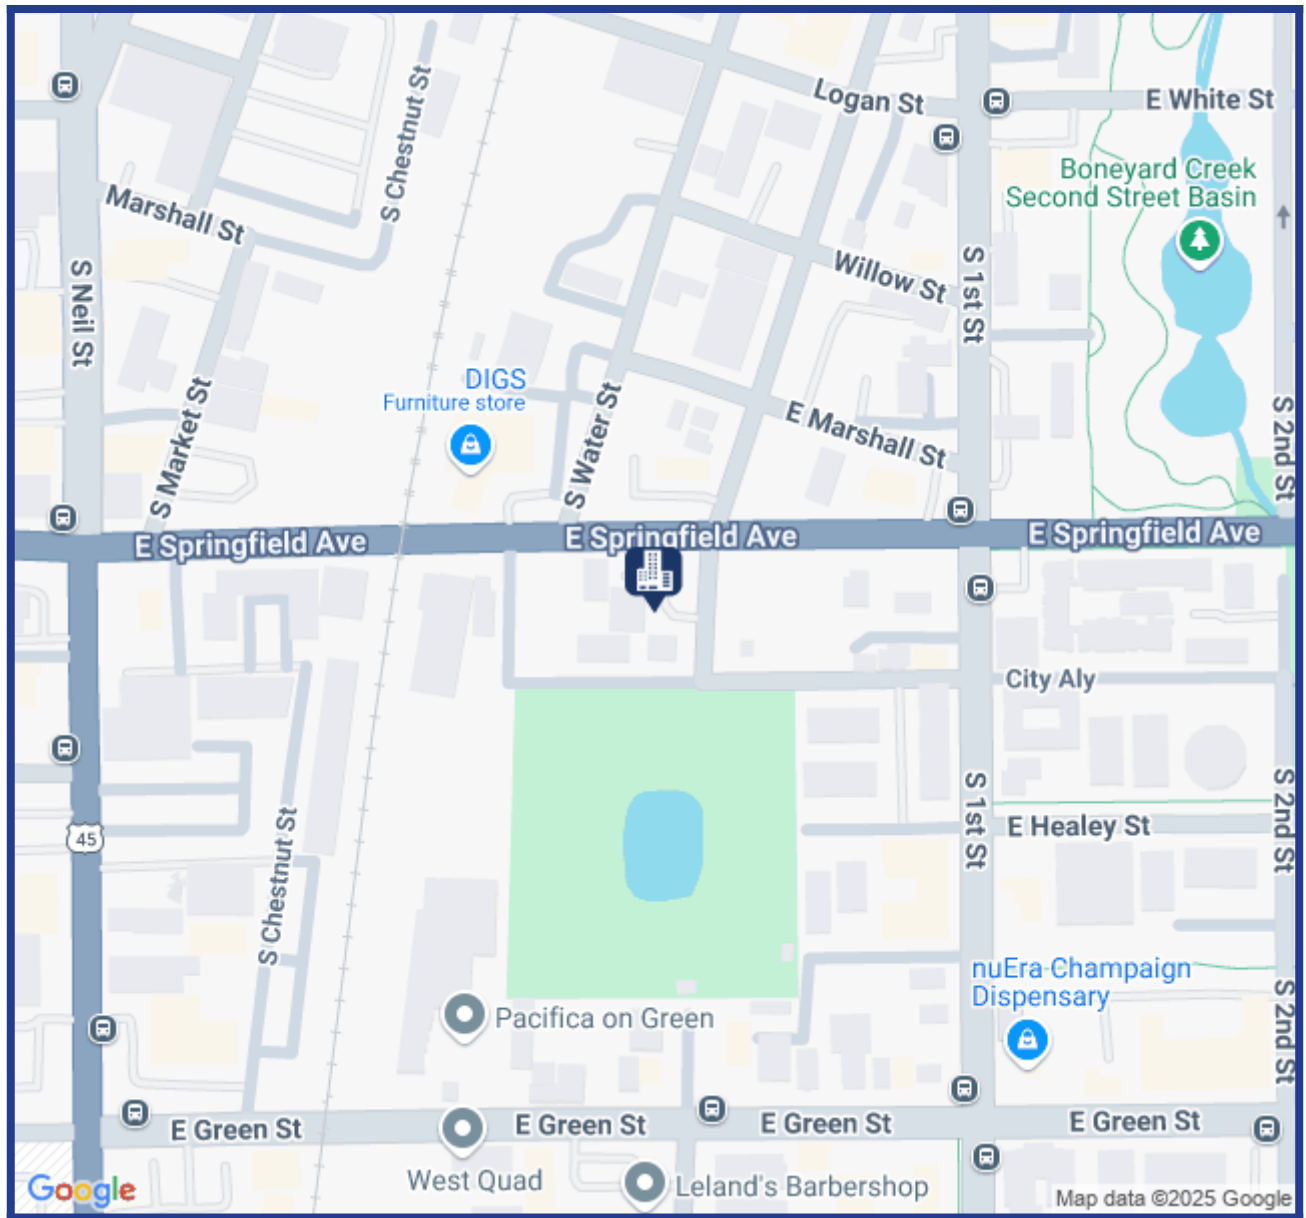 Logan St
E White St
S Chestnut St
Boneyard Creek
Second Street Basin
Marshall St
S Neil St
Willow St
S 1st St
DIGS
Furniture store
S Market St
S Water St
E Marshall St
S 2nd St
E Springfield Ave
E Springfield Ave
E Springfield Ave
City Aly
S 1st St
S 2nd St
45
E Healey St
S Chestnut St
nuEra Champaign
Dispensary
Pacifica on Green
S 2nd St
E Green St
E Green St
E Green St
E Green St
West Quad
Leland's Barbershop
Google
Map data ©2025 Google